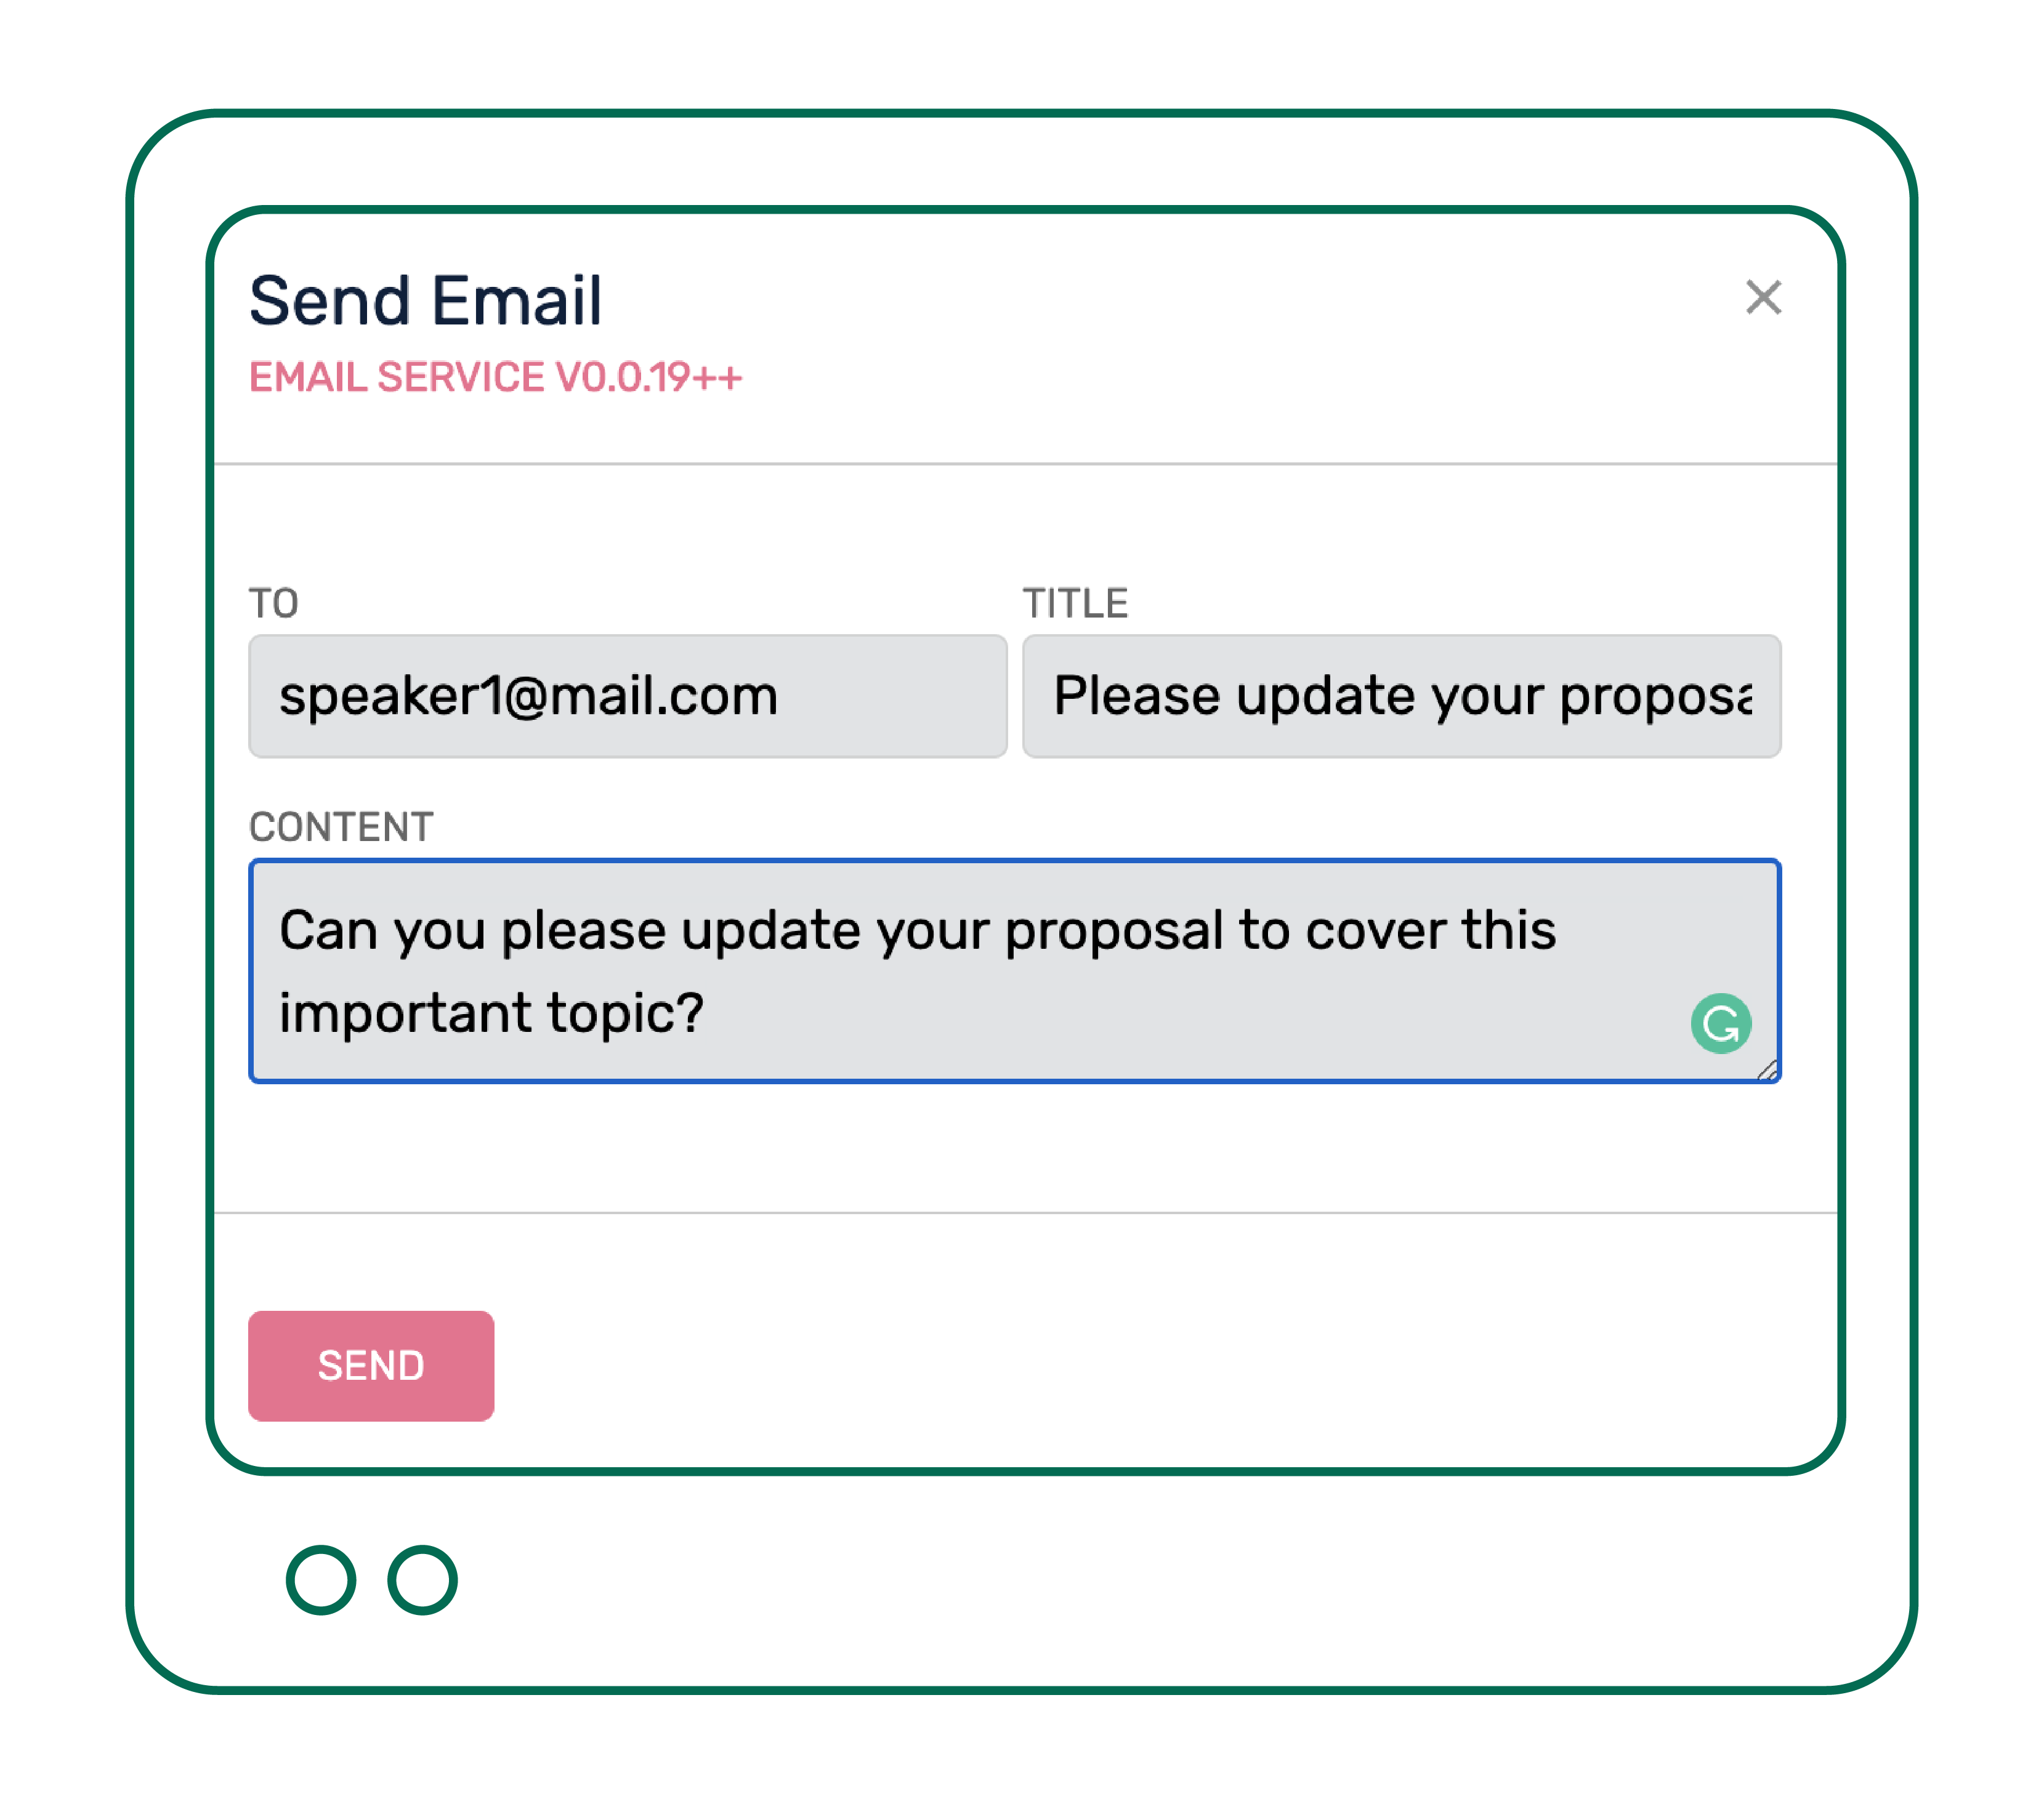 Send Email
EMAIL SERVICE V0.0.19++
TO
TITLE
speaker1@mail.com
Please update your propos
CONTENT
Can you please update your proposal to cover this
important topic?
SEND